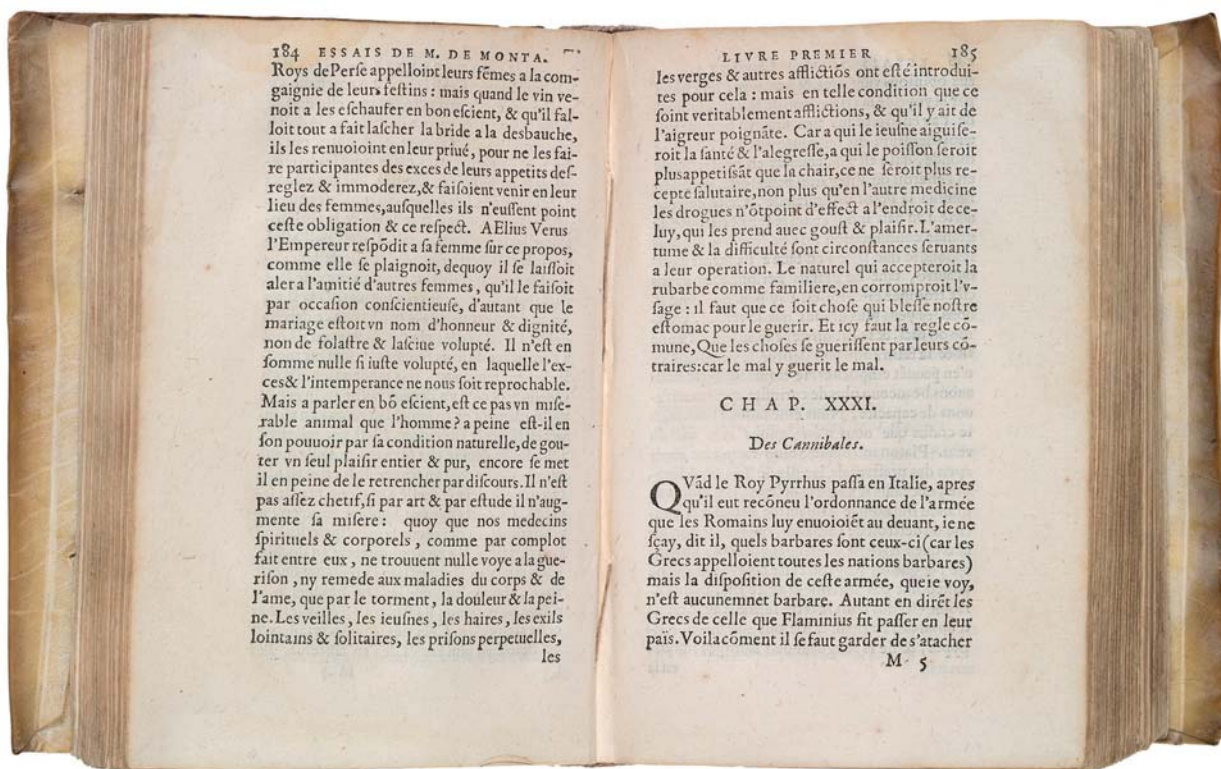 184 ESSAIS DE M. DE MONTA.
Roys de Perſe appelloint leurs fẽmes a la com-
gaignie de leurs feſtins : mais quand le vin ve-
noit a les eſchaufer en bon eſcient, & qu'il fal-
loit tout a fait laſcher la bride a la desbauche,
ils les renuoioint en leur priué, pour ne les fai-
re participantes des exces de leurs appetits deſ-
reglez & immoderez, & faiſoient venir en leur
lieu des femmes, auſquelles ils n'euſſent point
ceſte obligation & ce reſpect. AElius Verus
l'Empereur reſpõdit a ſa femme ſur ce propos,
comme elle ſe plaignoit, dequoy il ſe laiſſoit
aler a l'amitié d'autres femmes, qu'il le faiſoit
par occaſion conſcientieuſe, d'autant que le
mariage eſtoit vn nom d'honneur & dignité,
non de folaſtre & laſciue volupté. Il n'eſt en
ſomme nulle ſi iuſte volupté, en laquelle l'ex-
ces & l'intemperance ne nous ſoit reprochable.
Mais a parler en bõ eſcient, eſt ce pas vn miſe-
rable animal que l'homme? a peine eſt-il en
ſon pouuoir par ſa condition naturelle, de gou-
ter vn ſeul plaiſir entier & pur, encore ſe met
il en peine de le retrencher par diſcours. Il n'eſt
pas aſſez chetif, ſi par art & par eſtude il n'aug-
mente ſa miſere : quoy que nos medecins
ſpirituels & corporels, comme par complot
fait entre eux, ne trouuent nulle voye a la gue-
riſon, ny remede aux maladies du corps & de
l'ame, que par le torment, la douleur & la pei-
ne. Les veilles, les ieuſnes, les haires, les exils
lointains & ſolitaires, les priſons perpetuelles,
les
LIVRE PREMIER 185
les verges & autres afflictiõs ont eſté introdui-
tes pour cela : mais en telle condition que ce
ſoint veritablement afflictions, & qu'il y ait de
l'aigreur poignãte. Car a qui le ieuſne aiguiſe-
roit la ſanté & l'alegreſſe, a qui le poiſſon ſeroit
plus appetiſſãt que la chair, ce ne ſeroit plus re-
cepte ſalutaire, non plus qu'en l'autre medicine
les drogues n'õt point d'effect a l'endroit de ce-
luy, qui les prend auec gouſt & plaiſir. L'amer-
tume & la difficulté ſont circonſtances ſeruants
a leur operation. Le naturel qui accepteroit la
rubarbe comme familiere, en corromproit l'v-
ſage : il faut que ce ſoit choſe qui bleſſe noſtre
eſtomac pour le guerir. Et icy faut la regle cõ-
mune, Que les choſes ſe gueriſſent par leurs cõ-
traires: car le mal y guerit le mal.
CHAP. XXXI.
Des Cannibales.
QVãd le Roy Pyrrhus paſſa en Italie, apres
qu'il eut recõneu l'ordonnance de l'armée
que les Romains luy enuoioiẽt au deuant, ie ne
ſçay, dit il, quels barbares ſont ceux-ci (car les
Grecs appelloient toutes les nations barbares)
mais la diſpoſition de ceſte armée, que ie voy,
n'eſt aucunemnet barbare. Autant en dirẽt les
Grecs de celle que Flaminius fit paſſer en leur
païs. Voila cõment il ſe faut garder de s'atacher
M 5